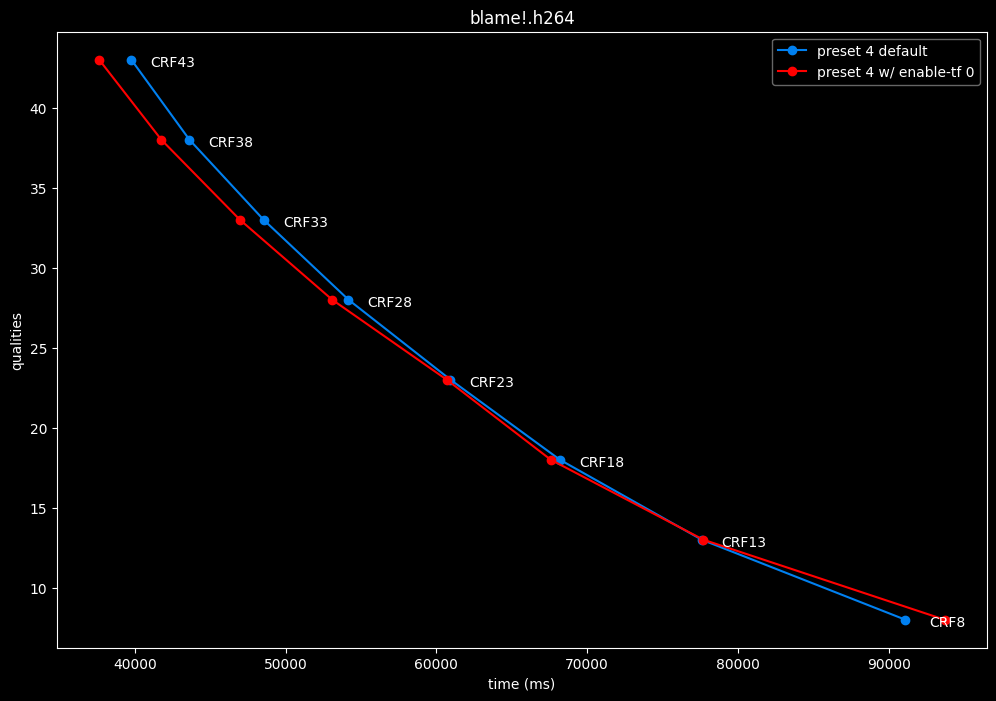 blame!.h264
preset 4 default
preset 4 w/ enable-tf 0
CRF43
CRF38
CRF33
CRF28
CRF23
CRF18
CRF13
CRF8
qualities
40
35
30
25
20
15
10
40000 50000 60000 70000 80000 90000
time (ms)